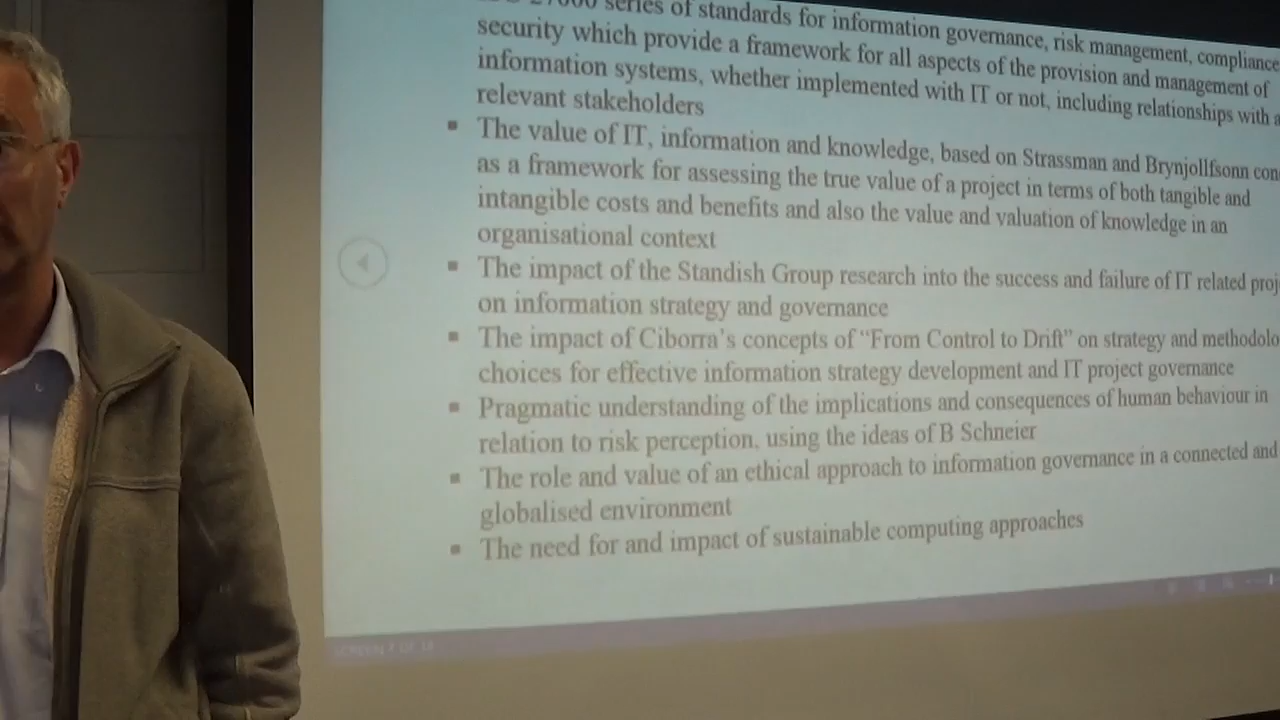 series of standards for information governance, risk management, compliance
security which provide a framework for all aspects of the provision and management of
information systems, whether implemented with IT or not, including relationships with a
relevant stakeholders
▪ The value of IT, information and knowledge, based on Strassman and Brynjollfsonn con
as a framework for assessing the true value of a project in terms of both tangible and
intangible costs and benefits and also the value and valuation of knowledge in an
organisational context
▪ The impact of the Standish Group research into the success and failure of IT related proj
on information strategy and governance
▪ The impact of Ciborra's concepts of "From Control to Drift" on strategy and methodolo
choices for effective information strategy development and IT project governance
▪ Pragmatic understanding of the implications and consequences of human behaviour in
relation to risk perception, using the ideas of B Schneier
▪ The role and value of an ethical approach to information governance in a connected and
globalised environment
▪ The need for and impact of sustainable computing approaches